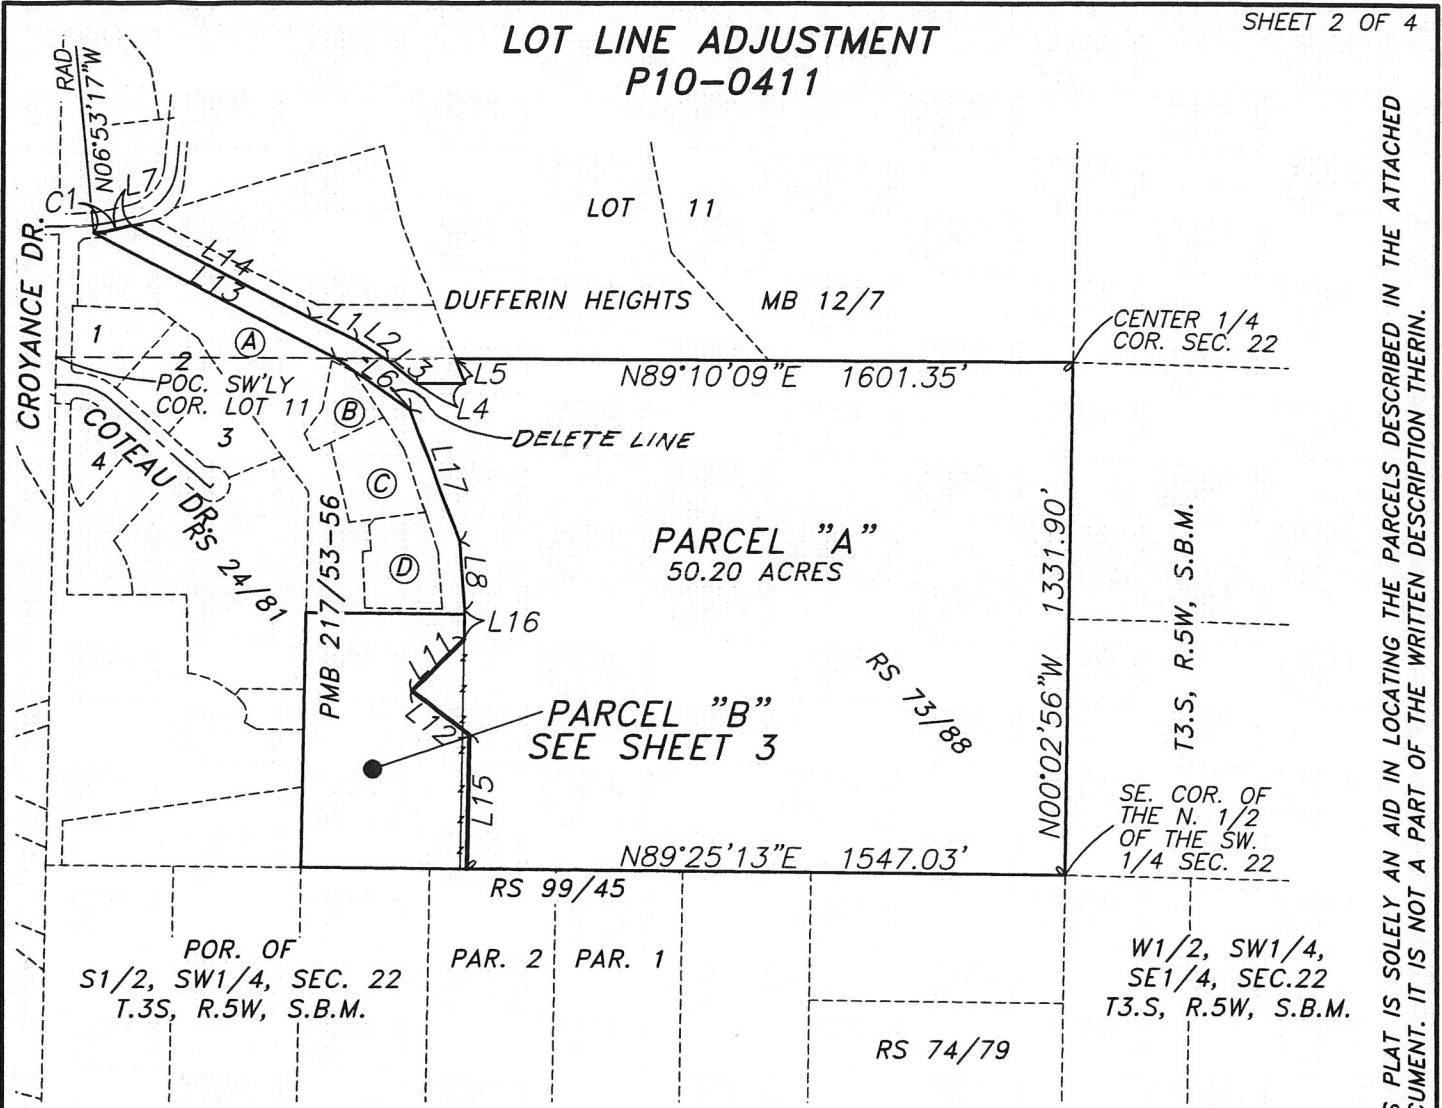 SHEET 2 OF 4
LOT LINE ADJUSTMENT
P10-0411
RAD
N06°53'17"W
C1
L7
LOT 11
L14
L13
DUFFERIN HEIGHTS MB 12/7
L1
L2
L3
L5
L6
L4
CENTER 1/4
COR. SEC. 22
N89°10'09"E 1601.35'
CROYANCE DR.
1
2
A
POC. SW'LY
COR. LOT 11
3
4
B
DELETE LINE
COTEAU DR.
RS 24/81
C
L17
D
L8
PARCEL "A"
50.20 ACRES
PMB 217/53-56
L16
L11
L12
L15
PARCEL "B"
SEE SHEET 3
RS 73/88
N00°02'56"W 1331.90'
T3.S, R.5W, S.B.M.
SE. COR. OF
THE N. 1/2
OF THE SW.
1/4 SEC. 22
N89°25'13"E 1547.03'
RS 99/45
POR. OF
S1/2, SW1/4, SEC. 22
T.3S, R.5W, S.B.M.
PAR. 2
PAR. 1
W1/2, SW1/4,
SE1/4, SEC.22
T3.S, R.5W, S.B.M.
RS 74/79
PLAT IS SOLELY AN AID IN LOCATING THE PARCELS DESCRIBED IN THE ATTACHED
IT IS NOT A PART OF THE WRITTEN DESCRIPTION THERIN.